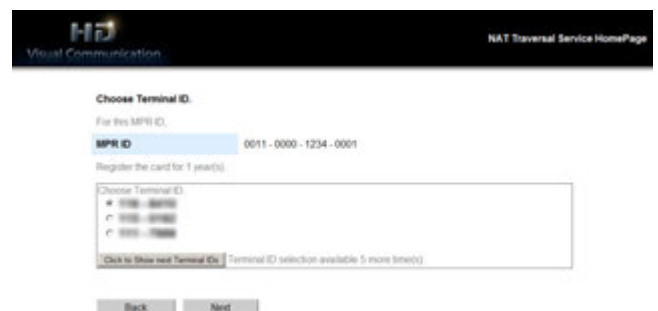 HD
Visual Communication
NAT Traversal Service HomePage
Choose Terminal ID.
For this MPR ID,
MPR ID 0011 - 0000 - 1234 - 0001
Register the card for 1 year(s).
Choose Terminal ID.
Click to Show next Terminal IDs Terminal ID selection available 5 more time(s)
Back Next